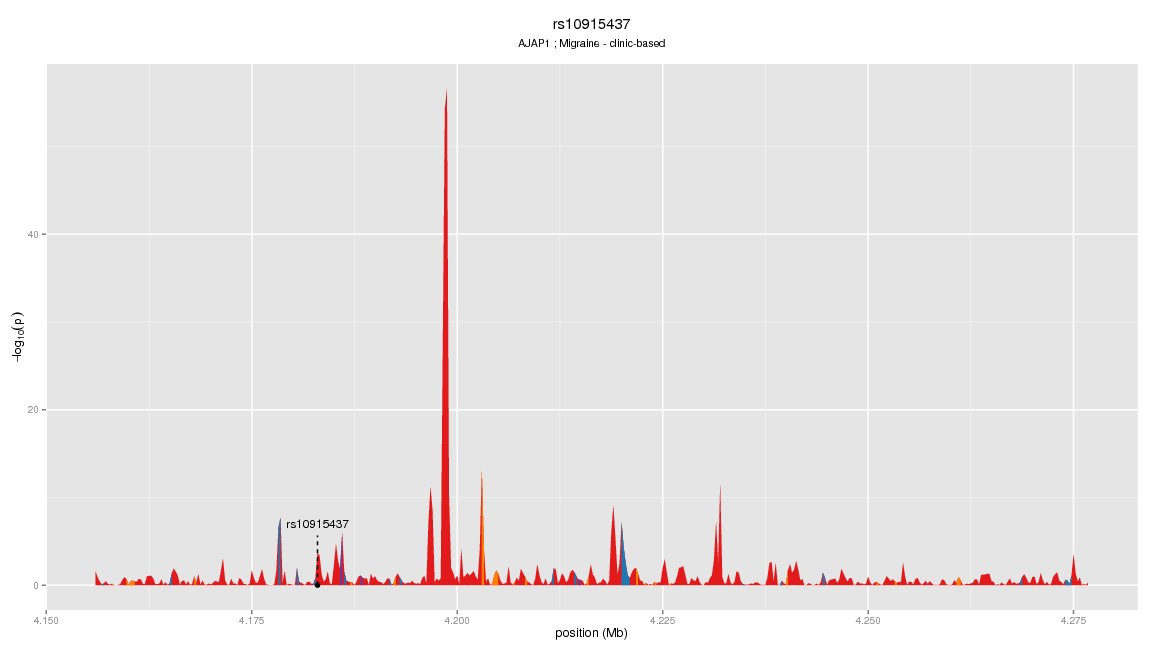 rs10915437
AJAP1 ; Migraine - clinic-based
−log10(p)
40
20
0
rs10915437
4.150 4.175 4.200 4.225 4.250 4.275
position (Mb)